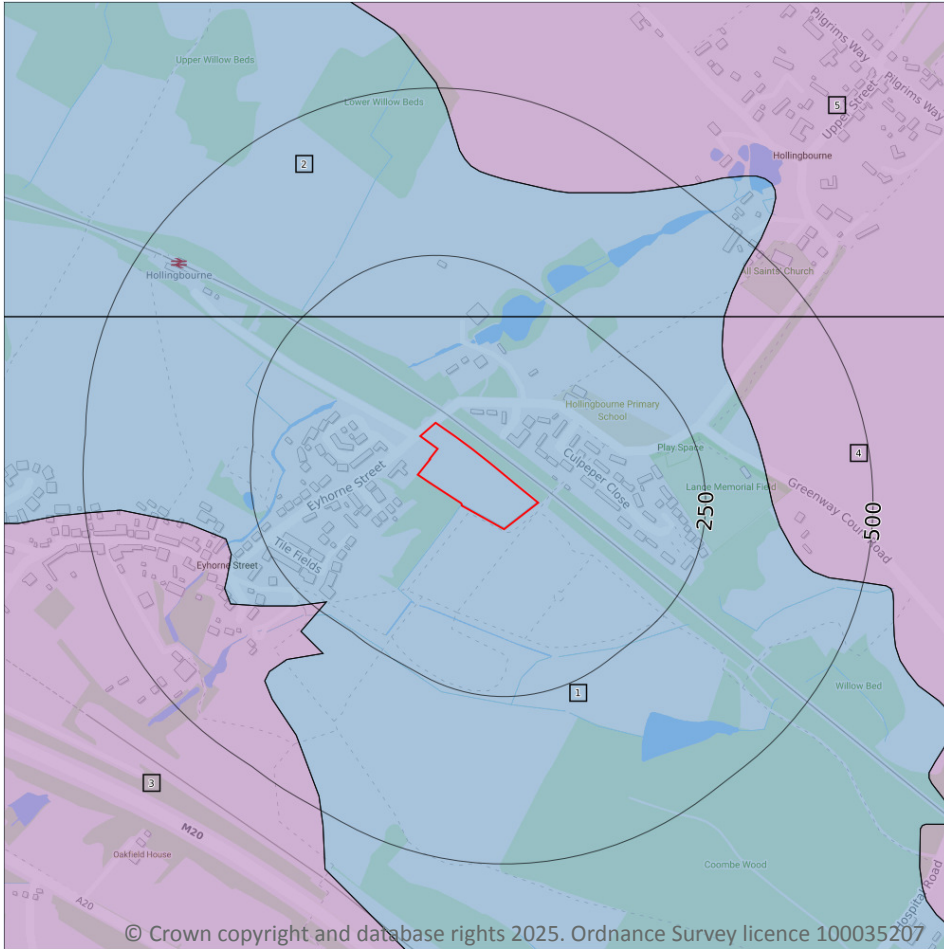 Pilgrims Way
Upper Willow Beds
Pilgrims Way
Lower Willow Beds
5
Upper Street
Hollingbourne
2
Hollingbourne
All Saints' Church
Hollingbourne Primary
School
Play Space
4
Culpeper Close
Eyhorne Street
Lance Memorial Field
Greenway Court Road
250
500
Tile Fields
Eyhorne Street
1
Willow Bed
3
M20
Oakfield House
Coombe Wood
A20
Hospital Road
© Crown copyright and database rights 2025. Ordnance Survey licence 100035207